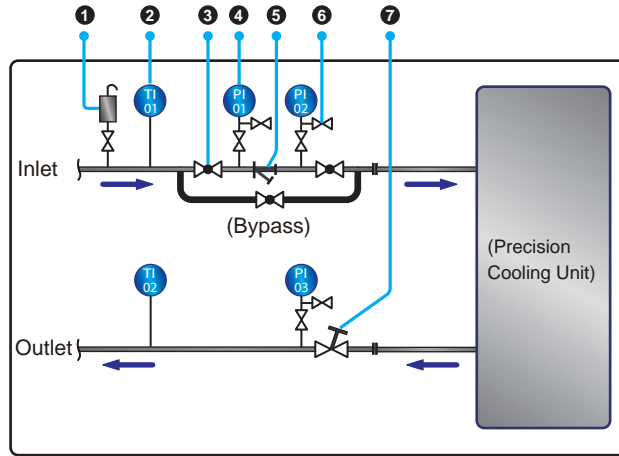 1 2 3 4 5 6 7
TI
01
PI
01
PI
02
Inlet
(Bypass)
(Precision
Cooling Unit)
TI
02
PI
03
Outlet